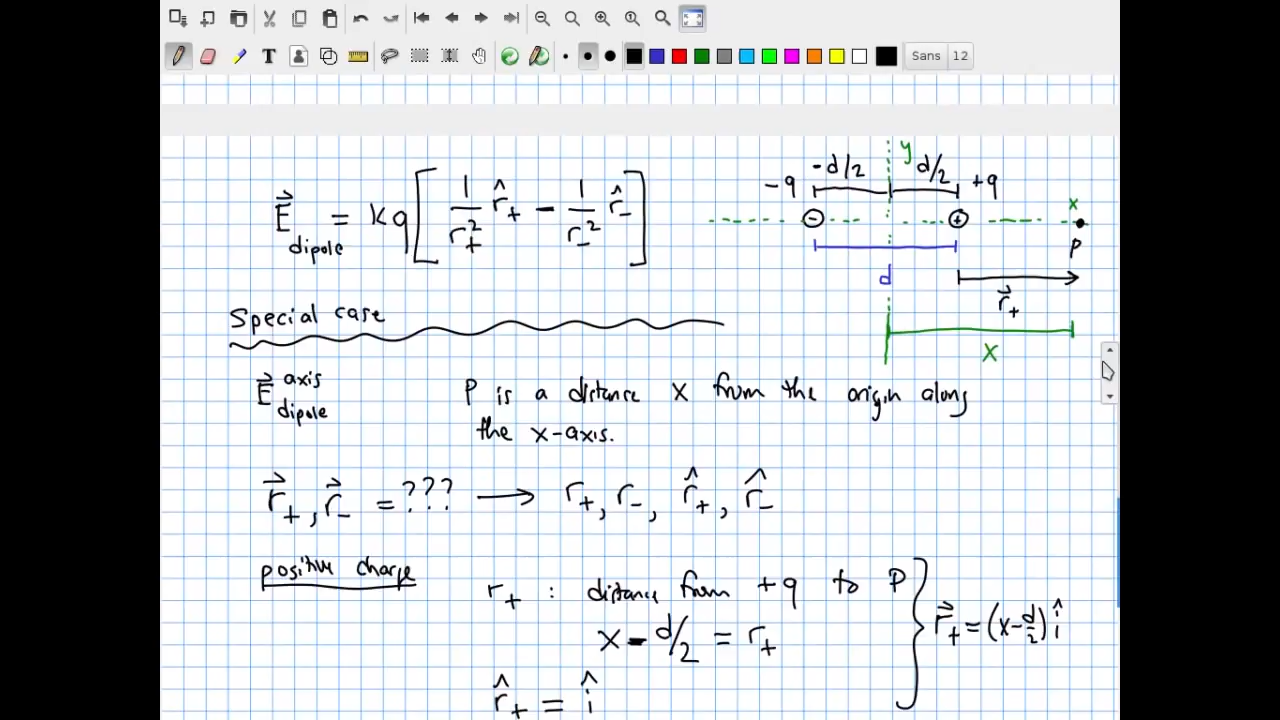 Sans 12
E⃗ dipole = kq [ 1/r₊² r̂₊ - 1/r₋² r̂₋ ]
y
-d/2 d/2
-q +q
- + x
P
d
r⃗₊
x
Special case
E⃗ axis dipole
P is a distance x from the origin along
the x-axis.
r⃗₊, r⃗₋ = ??? → r₊, r₋, r̂₊, r̂₋
positive charge
r₊ : distance from +q to P
x - d/2 = r₊
r⃗₊ = (x - d/2) î
r̂₊ = î